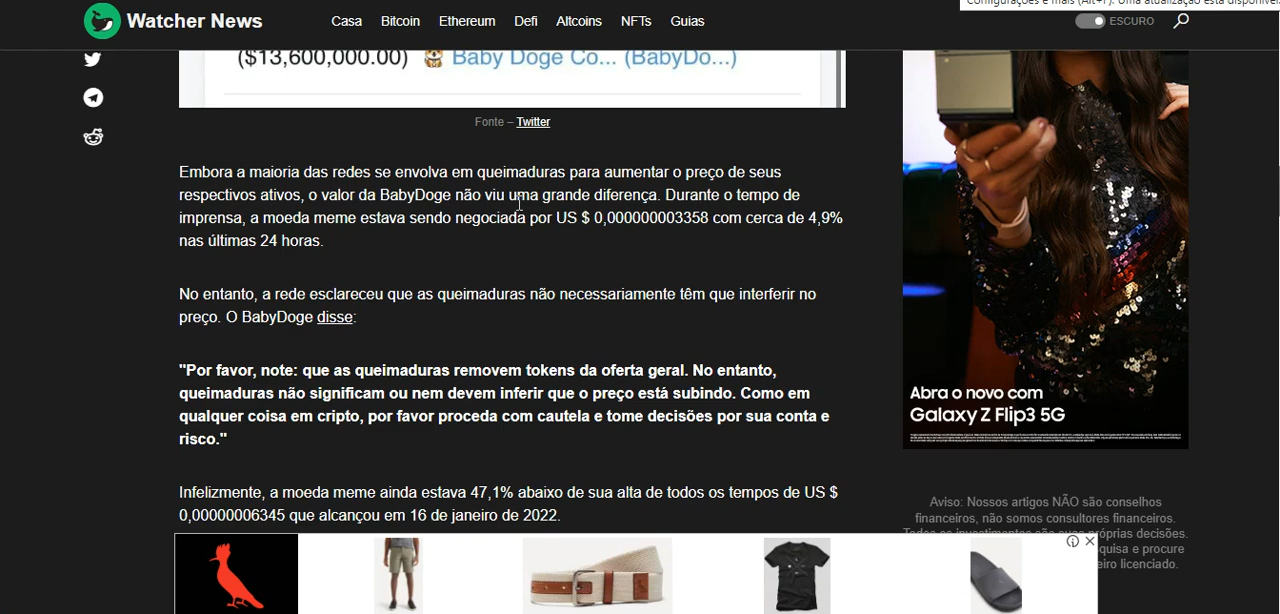 Configurações e mais (Alt+F). Uma atualização está disponível.
Watcher News
Casa Bitcoin Ethereum Defi Altcoins NFTs Guias
ESCURO
($13,600,000.00) Baby Doge Co... (BabyDo...)
Fonte – Twitter
Embora a maioria das redes se envolva em queimaduras para aumentar o preço de seus
respectivos ativos, o valor da BabyDoge não viu uma grande diferença. Durante o tempo de
imprensa, a moeda meme estava sendo negociada por US $ 0,000000003358 com cerca de 4,9%
nas últimas 24 horas.
No entanto, a rede esclareceu que as queimaduras não necessariamente têm que interferir no
preço. O BabyDoge disse:
"Por favor, note: que as queimaduras removem tokens da oferta geral. No entanto,
queimaduras não significam ou nem devem inferir que o preço está subindo. Como em
qualquer coisa em cripto, por favor proceda com cautela e tome decisões por sua conta e
risco."
Infelizmente, a moeda meme ainda estava 47,1% abaixo de sua alta de todos os tempos de US $
0,00000006345 que alcançou em 16 de janeiro de 2022.
Abra o novo com
Galaxy Z Flip3 5G
Aviso: Nossos artigos NÃO são conselhos
financeiros, não somos consultores financeiros.
Todos os investimentos são suas próprias decisões.
squisa e procure
eiro licenciado.